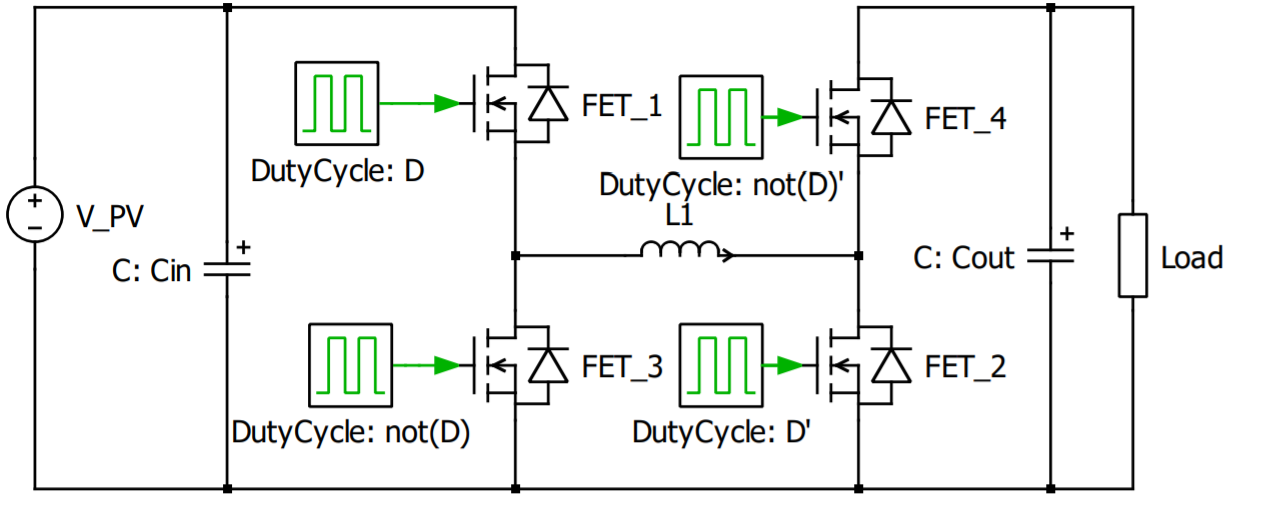 FET_1
FET_4
DutyCycle: D
DutyCycle: not(D)'
L1
+
−
V_PV
+
C: Cin
+
C: Cout
Load
FET_3
FET_2
DutyCycle: not(D)
DutyCycle: D'